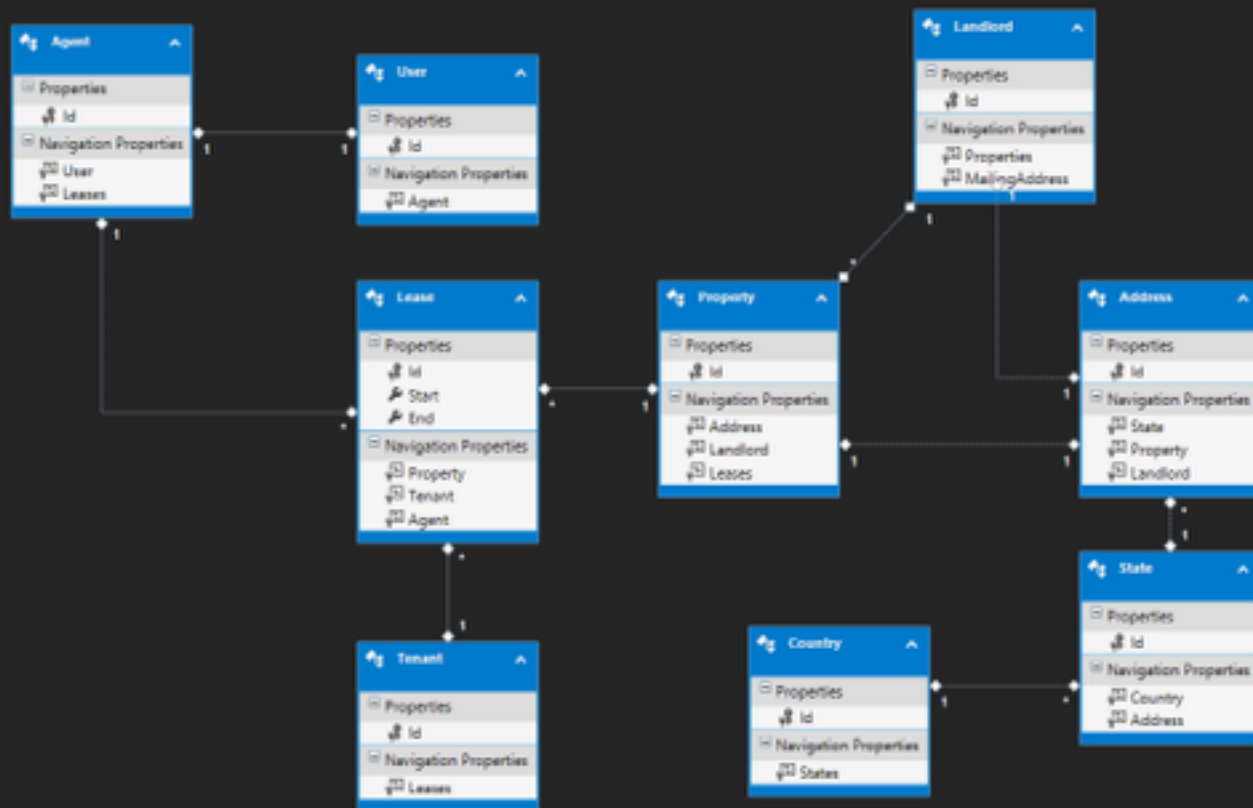 Agent
Properties
Id
Navigation Properties
User
Leases
1
1
1
User
Properties
Id
Navigation Properties
Agent
Landlord
Properties
Id
Navigation Properties
Properties
MailingAddress
1
1
*
Lease
Properties
Id
Start
End
Navigation Properties
Property
Tenant
Agent
*
*
1
*
1
Property
Properties
Id
Navigation Properties
Address
Landlord
Leases
1
1
1
Address
Properties
Id
Navigation Properties
State
Property
Landlord
*
1
Tenant
Properties
Id
Navigation Properties
Leases
Country
Properties
Id
Navigation Properties
States
1
*
State
Properties
Id
Navigation Properties
Country
Address